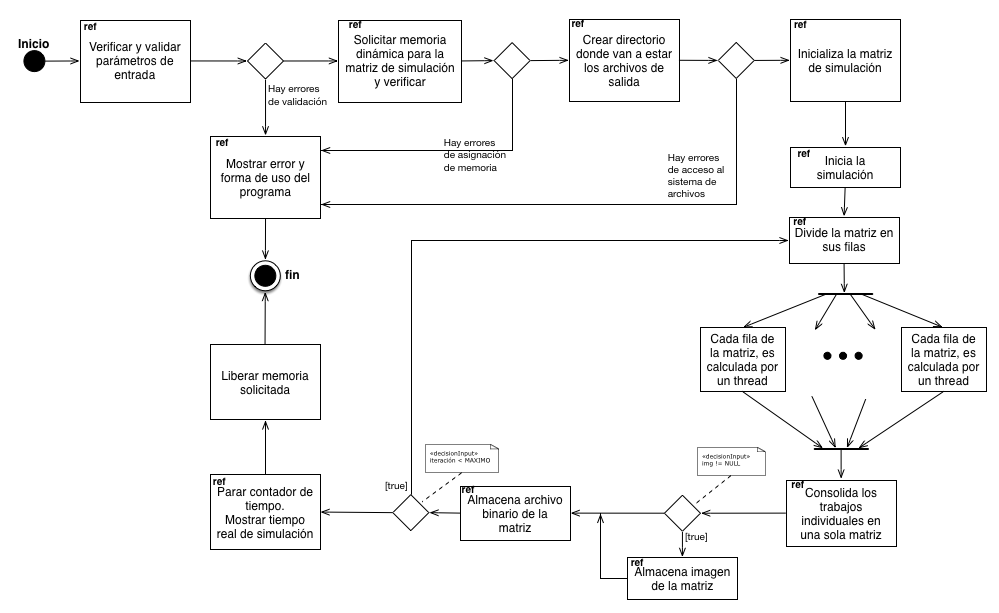 Inicio
ref
Verificar y validar
parámetros de
entrada
ref
Solicitar memoria
dinámica para la
matriz de simulación
y verificar
ref
Crear directorio
donde van a estar
los archivos de
salida
ref
Inicializa la matriz
de simulación
Hay errores
de validación
ref
Mostrar error y
forma de uso del
programa
Hay errores
de asignación
de memoria
Hay errores
de acceso al
sistema de
archivos
ref
Inicia la
simulación
ref
Divide la matriz en
sus filas
fin
Cada fila de
la matriz, es
calculada por
un thread
Cada fila de
la matriz, es
calculada por
un thread
Liberar memoria
solicitada
«decisionInput»
iteración < MAXIMO
«decisionInput»
img != NULL
ref
Parar contador de
tiempo.
Mostrar tiempo
real de simulación
[true]
ref
Almacena archivo
binario de la
matriz
[true]
ref
Consolida los
trabajos
individuales en
una sola matriz
ref
Almacena imagen
de la matriz